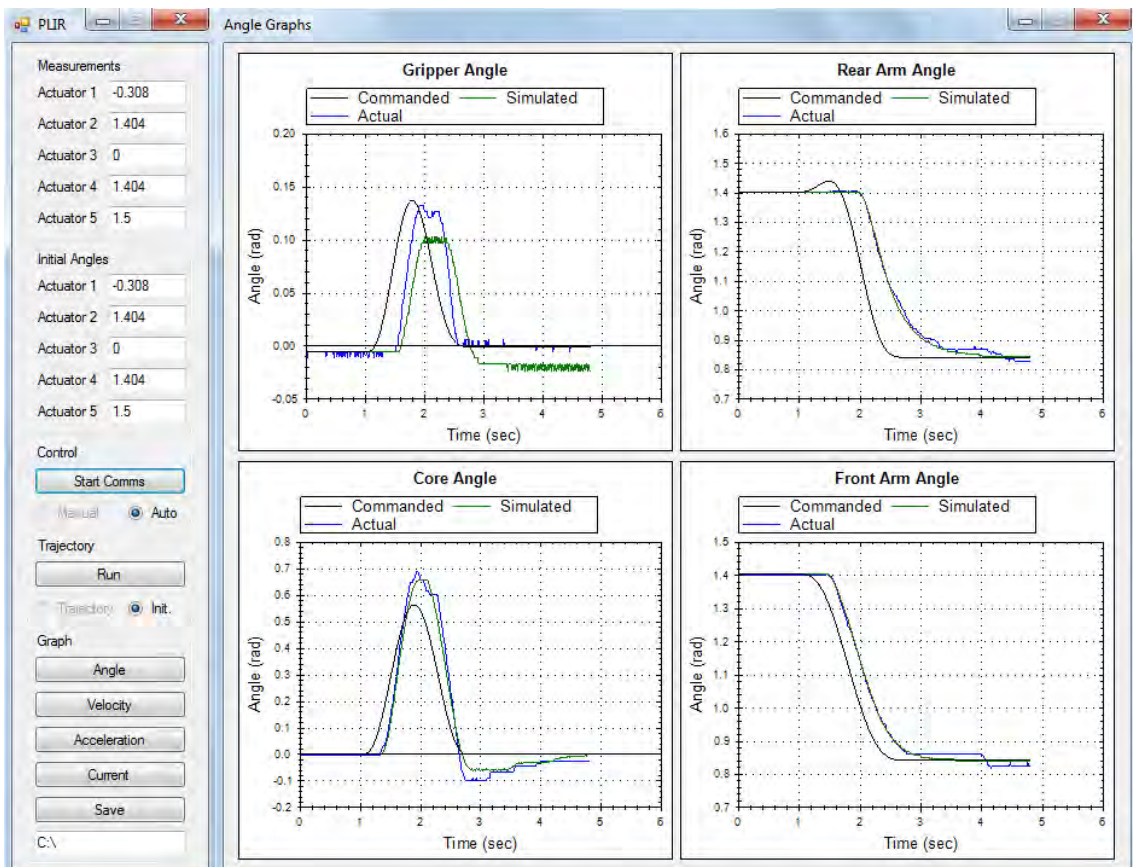 PLIR
Measurements
Actuator 1 -0.308
Actuator 2 1.404
Actuator 3 0
Actuator 4 1.404
Actuator 5 1.5
Initial Angles
Actuator 1 -0.308
Actuator 2 1.404
Actuator 3 0
Actuator 4 1.404
Actuator 5 1.5
Control
Start Comms
Manual Auto
Trajectory
Run
Trajectory Init.
Graph
Angle
Velocity
Acceleration
Current
Save
C:\
Angle Graphs
Gripper Angle
Commanded Simulated
Actual
Angle (rad)
0.20
0.15
0.10
0.05
0.00
-0.05
0 1 2 3 4 5 6
Time (sec)
Rear Arm Angle
Commanded Simulated
Actual
Angle (rad)
1.6
1.5
1.4
1.3
1.2
1.1
1.0
0.9
0.8
0.7
0 1 2 3 4 5 6
Time (sec)
Core Angle
Commanded Simulated
Actual
Angle (rad)
0.8
0.7
0.6
0.5
0.4
0.3
0.2
0.1
0.0
-0.1
-0.2
0 1 2 3 4 5 6
Time (sec)
Front Arm Angle
Commanded Simulated
Actual
Angle (rad)
1.5
1.4
1.3
1.2
1.1
1.0
0.9
0.8
0.7
0 1 2 3 4 5 6
Time (sec)